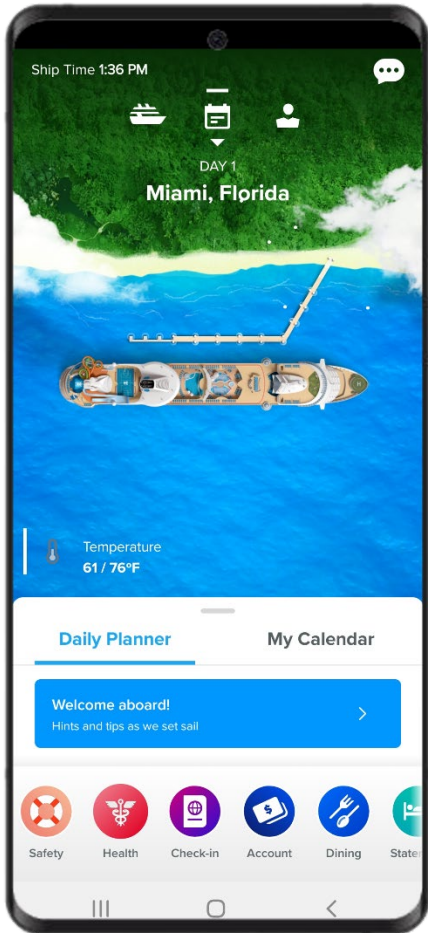 Ship Time 1:36 PM
DAY 1
Miami, Florida
Temperature
61 / 76°F
Daily Planner
My Calendar
Welcome aboard!
Hints and tips as we set sail
Safety
Health
Check-in
Account
Dining
State